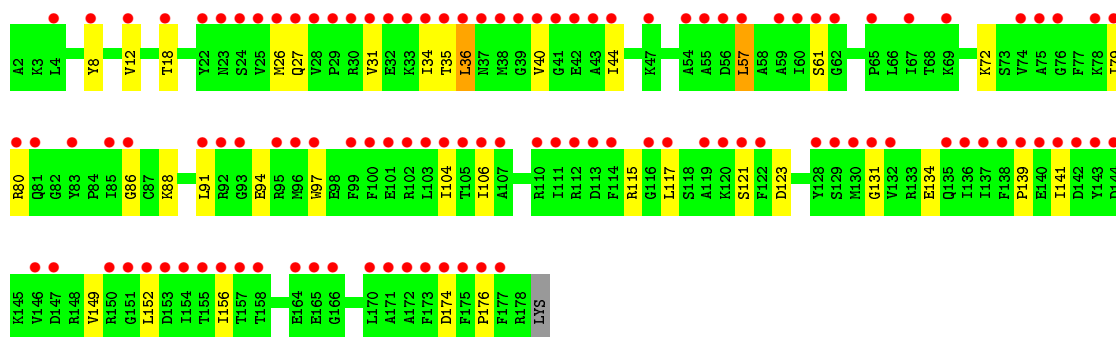 A2 K3 L4 Y8 V12 T18 Y22 N23 S24 V25 M26 Q27 V28 P29 R30 V31 E32 K33 I34 T35 L36 N37 M38 G39 V40 G41 E42 A43 I44 K47 A54 A55 D56 L57 A58 A59 I60 S61 G62 P65 L66 I67 T68 K69 K72 S73 V74 A75 G76 F77 K78 I79
R80 Q81 G82 Y83 P84 I85 G86 C87 K88 L91 R92 G93 E94 R95 M96 W97 E98 F99 F100 E101 R102 L103 I104 T105 I106 A107 R110 I111 R112 D113 F114 R115 G116 L117 S118 A119 K120 S121 F122 D123 Y128 S129 M130 G131 V132 R133 E134 Q135 I136 I137 F138 P139 E140 I141 D142 Y143 D144
K145 V146 D147 R148 V149 R150 G151 L152 D153 I154 T155 I156 T157 T158 E164 E165 G166 L170 A171 A172 F173 D174 F175 P176 F177 R178 LYS